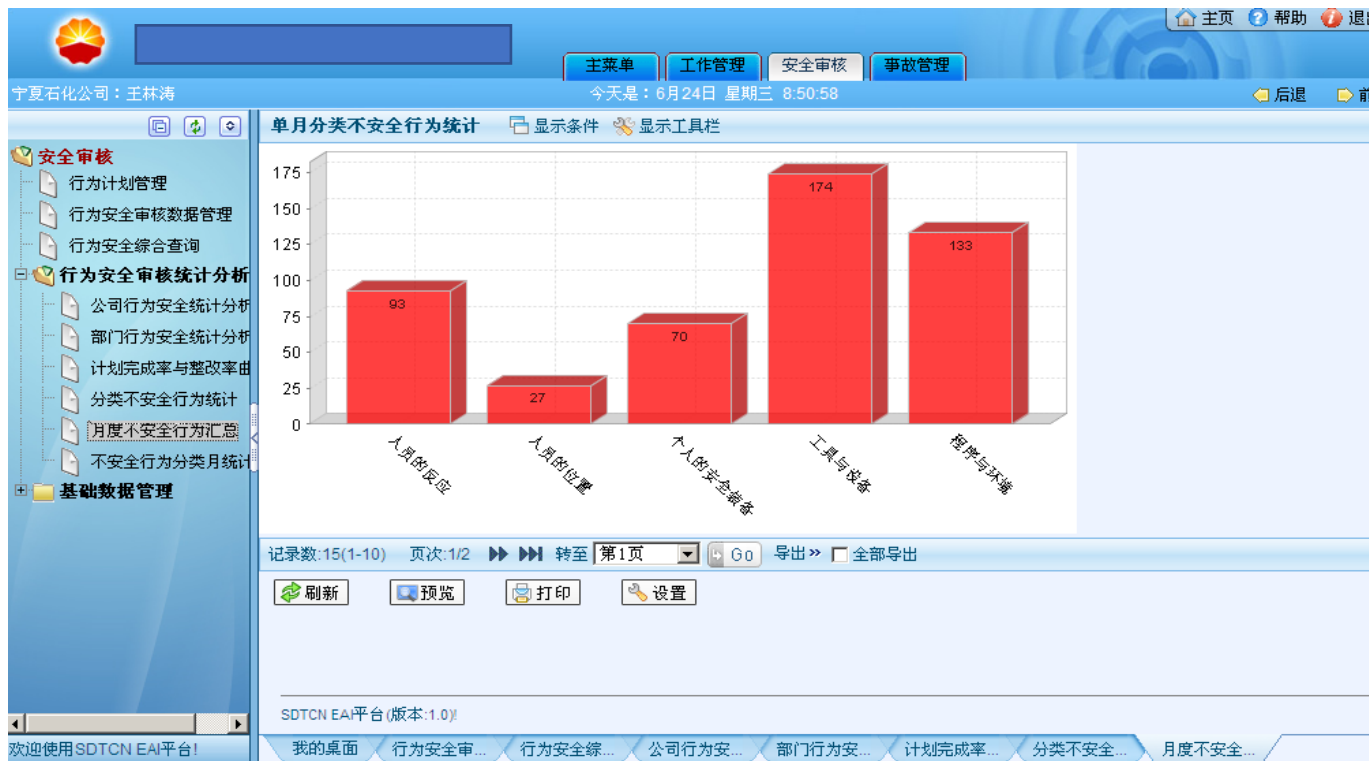 主页 帮助 退出
主菜单 工作管理 安全审核 事故管理
宁夏石化公司：王林涛 今天是：6月24日 星期三 8:50:58 后退 前
单月分类不安全行为统计 显示条件 显示工具栏
安全审核
行为计划管理
行为安全审核数据管理
行为安全综合查询
行为安全审核统计分析
公司行为安全统计分析
部门行为安全统计分析
计划完成率与整改率曲
分类不安全行为统计
月度不安全行为汇总
不安全行为分类月统计
基础数据管理
175
150
125
100
75
50
25
0
93
27
70
174
133
人员的反应
人员的位置
个人的安全装备
工具与设备
程序与环境
记录数:15(1-10) 页次:1/2 转至 第1页 Go 导出» 全部导出
刷新 预览 打印 设置
SDTCN EAI平台(版本:1.0)!
欢迎使用SDTCN EAI平台!
我的桌面 行为安全审... 行为安全综... 公司行为安... 部门行为安... 计划完成率... 分类不安全... 月度不安全...